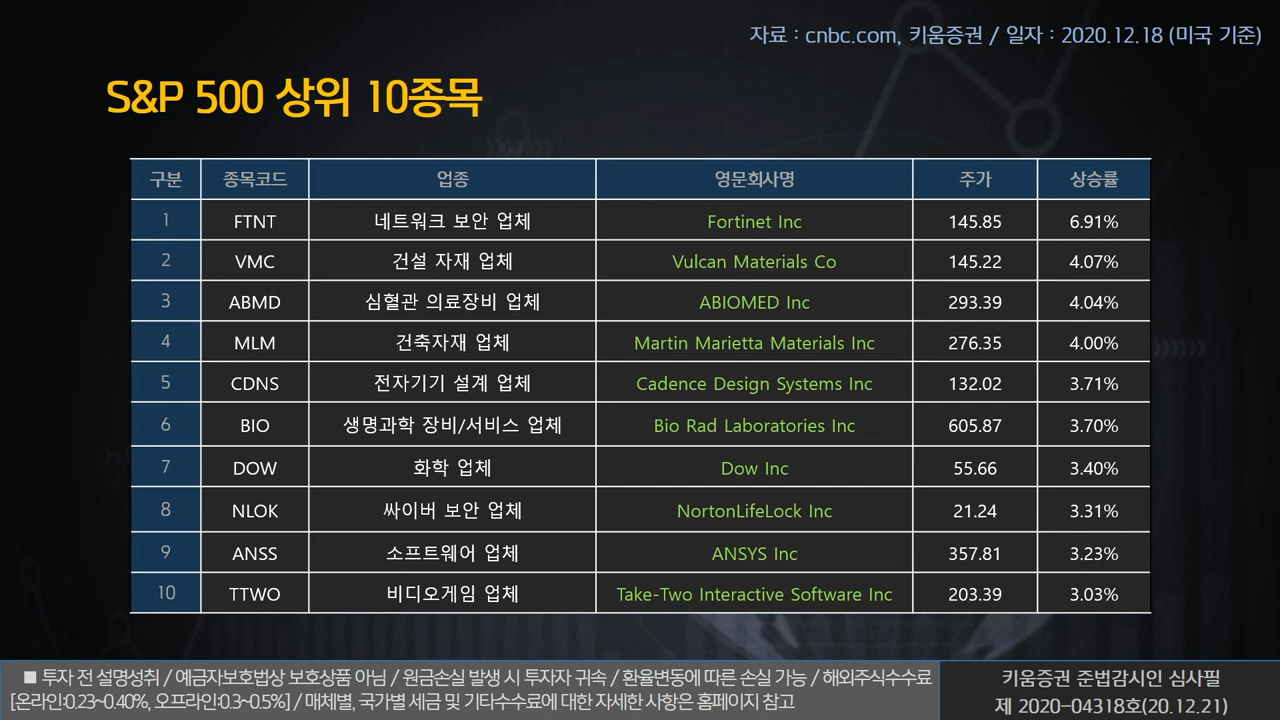 자료 : cnbc.com, 키움증권 / 일자 : 2020.12.18 (미국 기준)
S&P 500 상위 10종목
구분 종목코드 업종 영문회사명 주가 상승률
1 FTNT 네트워크 보안 업체 Fortinet Inc 145.85 6.91%
2 VMC 건설 자재 업체 Vulcan Materials Co 145.22 4.07%
3 ABMD 심혈관 의료장비 업체 ABIOMED Inc 293.39 4.04%
4 MLM 건축자재 업체 Martin Marietta Materials Inc 276.35 4.00%
5 CDNS 전자기기 설계 업체 Cadence Design Systems Inc 132.02 3.71%
6 BIO 생명과학 장비/서비스 업체 Bio Rad Laboratories Inc 605.87 3.70%
7 DOW 화학 업체 Dow Inc 55.66 3.40%
8 NLOK 싸이버 보안 업체 NortonLifeLock Inc 21.24 3.31%
9 ANSS 소프트웨어 업체 ANSYS Inc 357.81 3.23%
10 TTWO 비디오게임 업체 Take-Two Interactive Software Inc 203.39 3.03%
■ 투자 전 설명성취 / 예금자보호법상 보호상품 아님 / 원금손실 발생 시 투자자 귀속 / 환율변동에 따른 손실 가능 / 해외주식수수료
[온라인:0.23~0.40%, 오프라인:0.3~0.5%] / 매체별, 국가별 세금 및 기타수수료에 대한 자세한 사항은 홈페이지 참고
키움증권 준법감시인 심사필
제 2020-04318호(20.12.21)